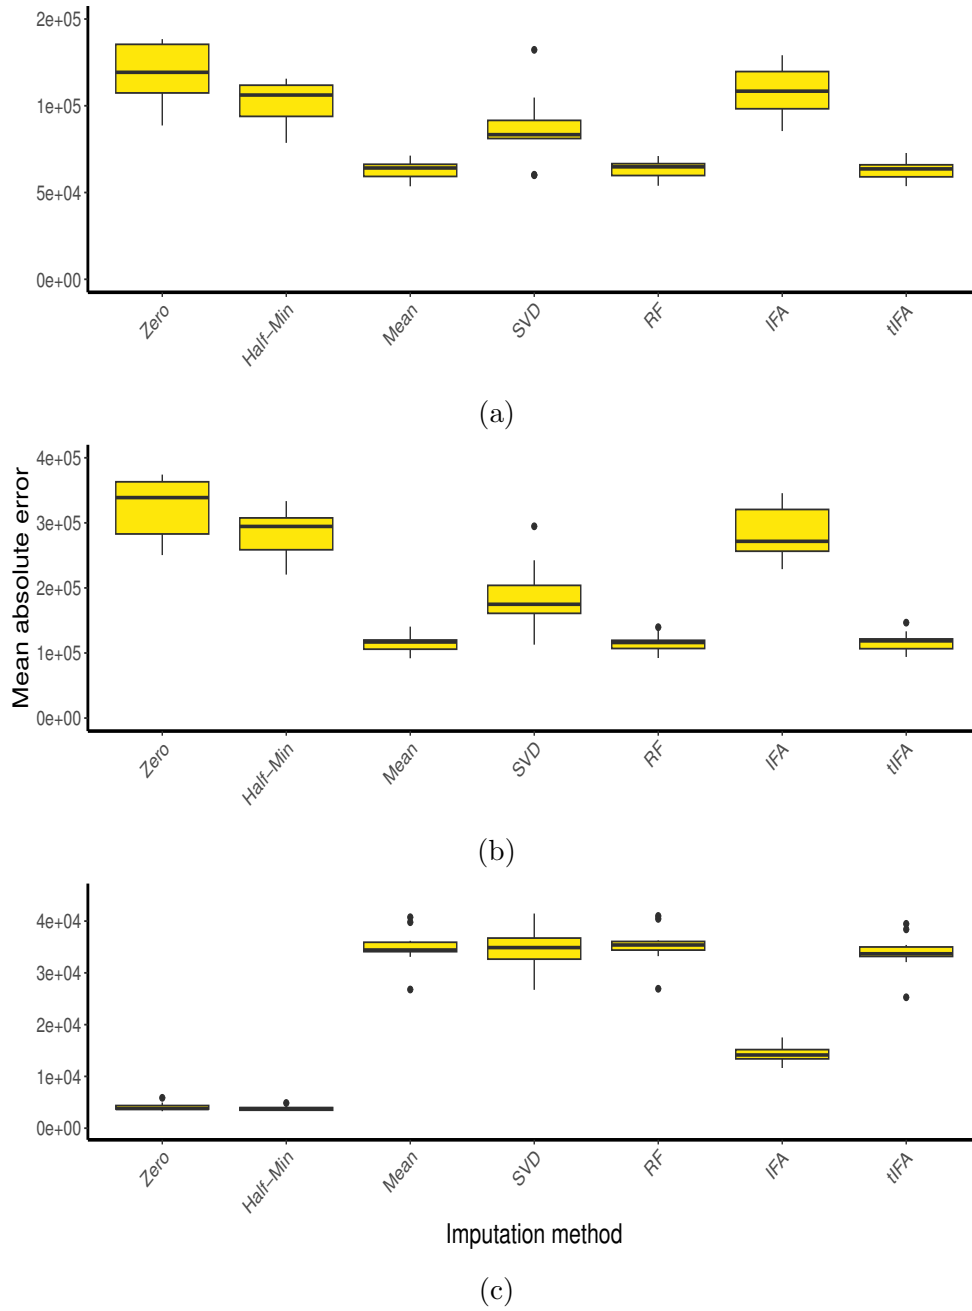 2e+05
1e+05
5e+04
0e+00
Zero
Half−Min
Mean
SVD
RF
IFA
tIFA
(a)
Mean absolute error
4e+05
3e+05
2e+05
1e+05
0e+00
Zero
Half−Min
Mean
SVD
RF
IFA
tIFA
(b)
4e+04
3e+04
2e+04
1e+04
0e+00
Zero
Half−Min
Mean
SVD
RF
IFA
tIFA
Imputation method
(c)